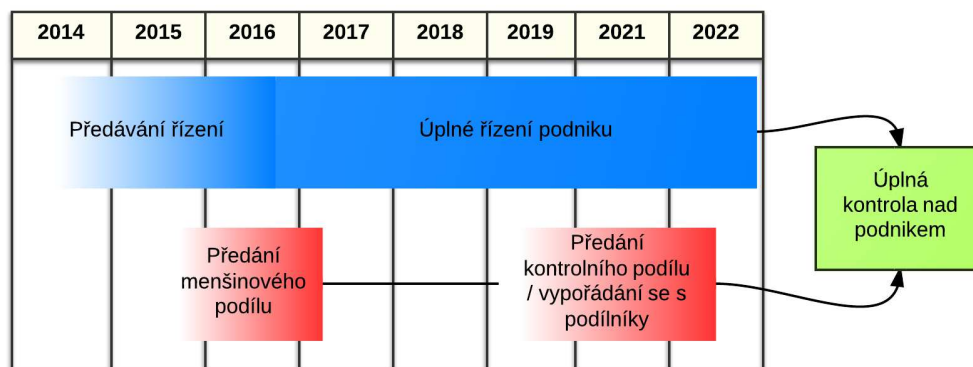 2014 2015 2016 2017 2018 2019 2021 2022
Předávání řízení
Úplné řízení podniku
Úplná
kontrola nad
podnikem
Předání
menšinového
podílu
Předání
kontrolního podílu
/ vypořádání se s
podílníky